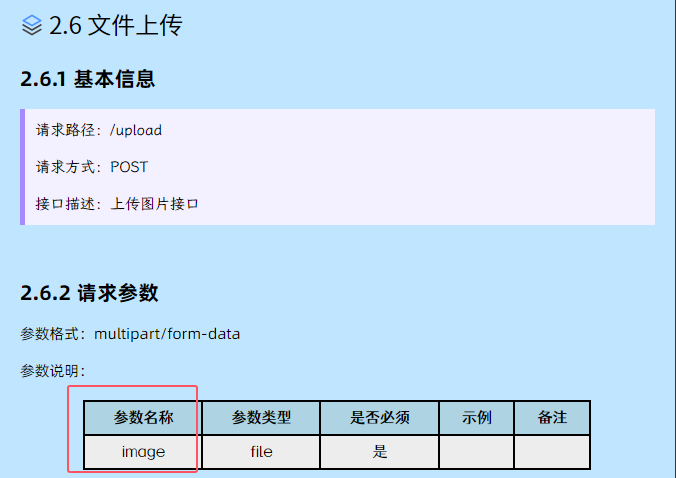 2.6 文件上传
2.6.1 基本信息
请求路径：/upload
请求方式：POST
接口描述：上传图片接口
2.6.2 请求参数
参数格式：multipart/form-data
参数说明：
参数名称 参数类型 是否必须 示例 备注
image file 是